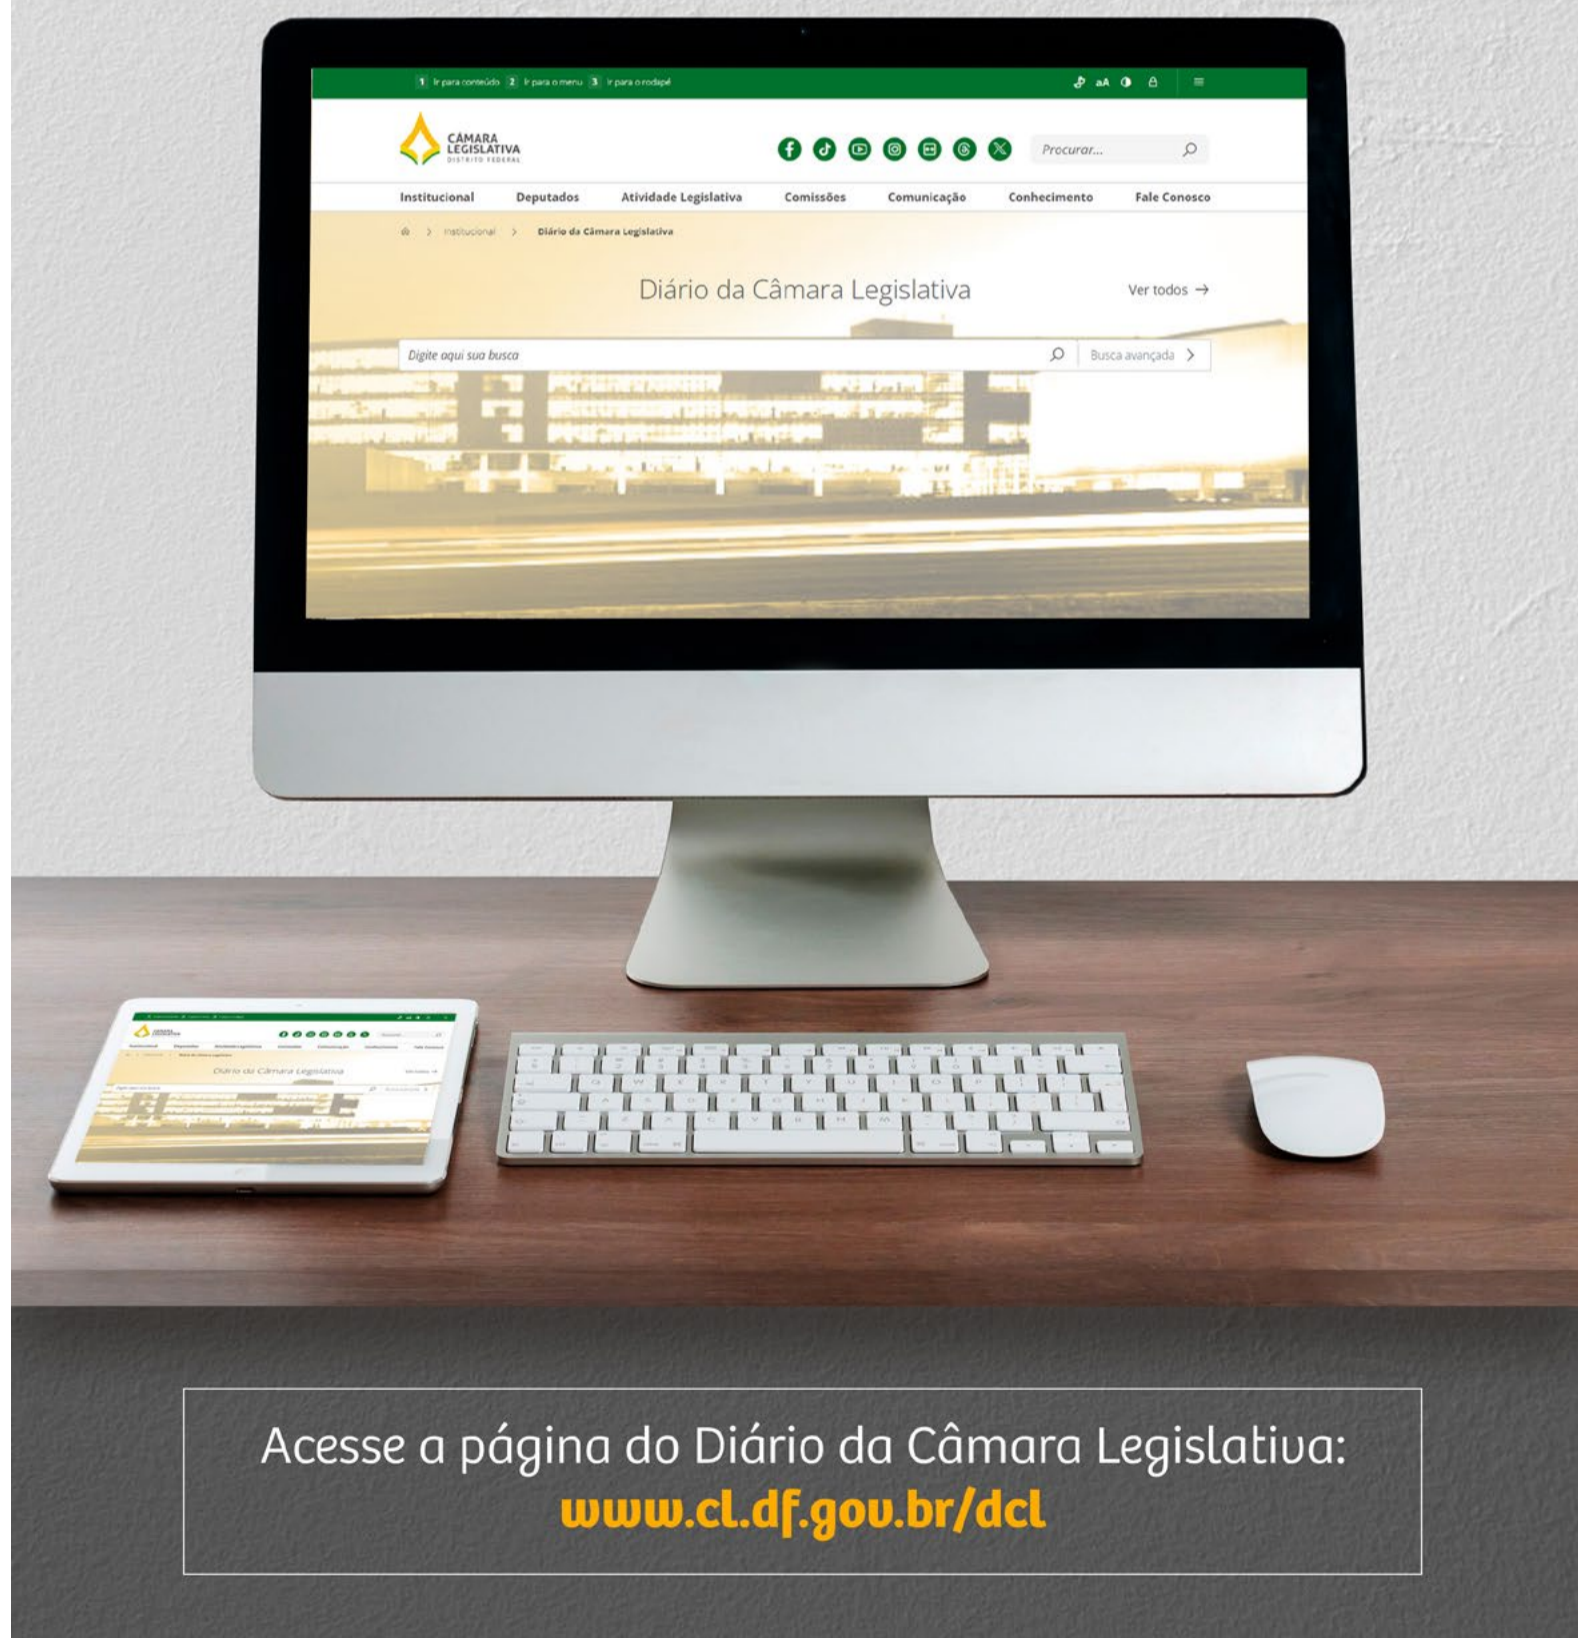 1 Ir para conteúdo 2 Ir para o menu 3 Ir para o rodapé
aA
CÂMARA
LEGISLATIVA
DISTRITO FEDERAL
Procurar...
Institucional Deputados Atividade Legislativa Comissões Comunicação Conhecimento Fale Conosco
Institucional > Diário da Câmara Legislativa
Diário da Câmara Legislativa
Ver todos →
Digite aqui sua busca
Busca avançada >
Diário da Câmara Legislativa
Acesse a página do Diário da Câmara Legislativa:
www.cl.df.gov.br/dcl